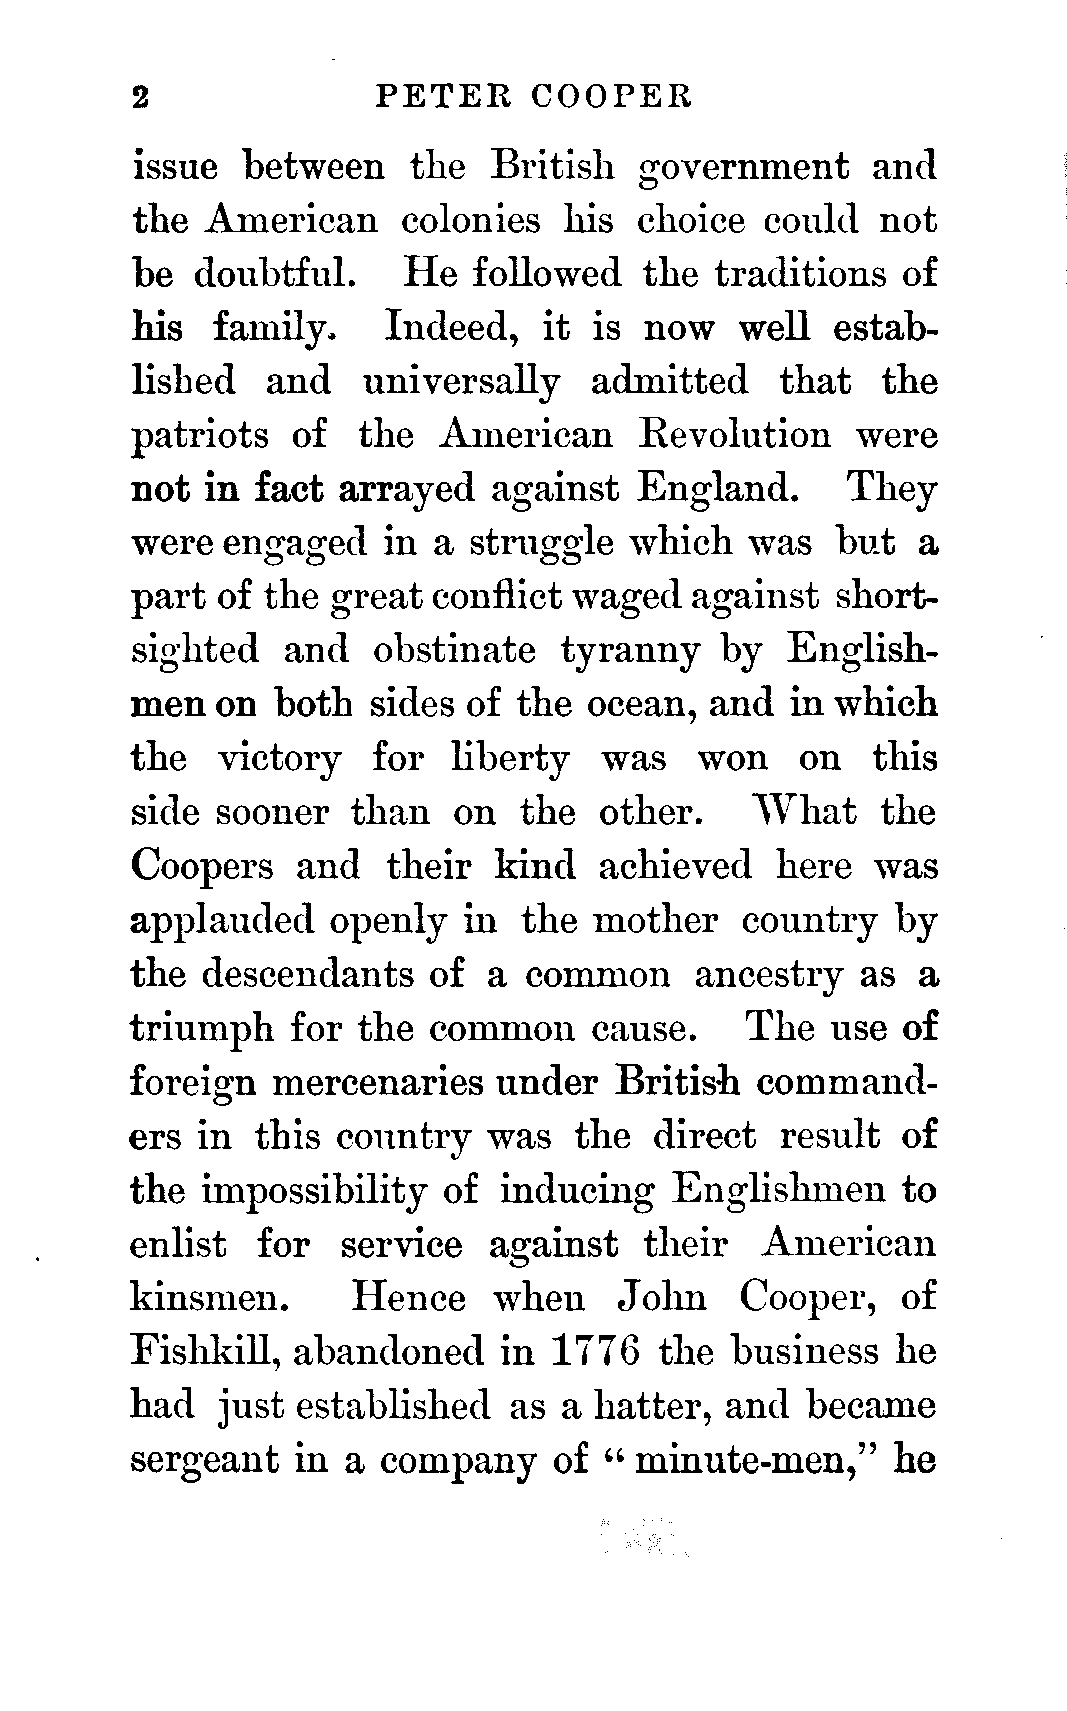 2 PETER COOPER
issue between the British government and
the American colonies his choice could not
be doubtful. He followed the traditions of
his family. Indeed, it is now well estab-
lished and universally admitted that the
patriots of the American Revolution were
not in fact arrayed against England. They
were engaged in a struggle which was but a
part of the great conflict waged against short-
sighted and obstinate tyranny by English-
men on both sides of the ocean, and in which
the victory for liberty was won on this
side sooner than on the other. What the
Coopers and their kind achieved here was
applauded openly in the mother country by
the descendants of a common ancestry as a
triumph for the common cause. The use of
foreign mercenaries under British command-
ers in this country was the direct result of
the impossibility of inducing Englishmen to
enlist for service against their American
kinsmen. Hence when John Cooper, of
Fishkill, abandoned in 1776 the business he
had just established as a hatter, and became
sergeant in a company of “ minute-men,” he